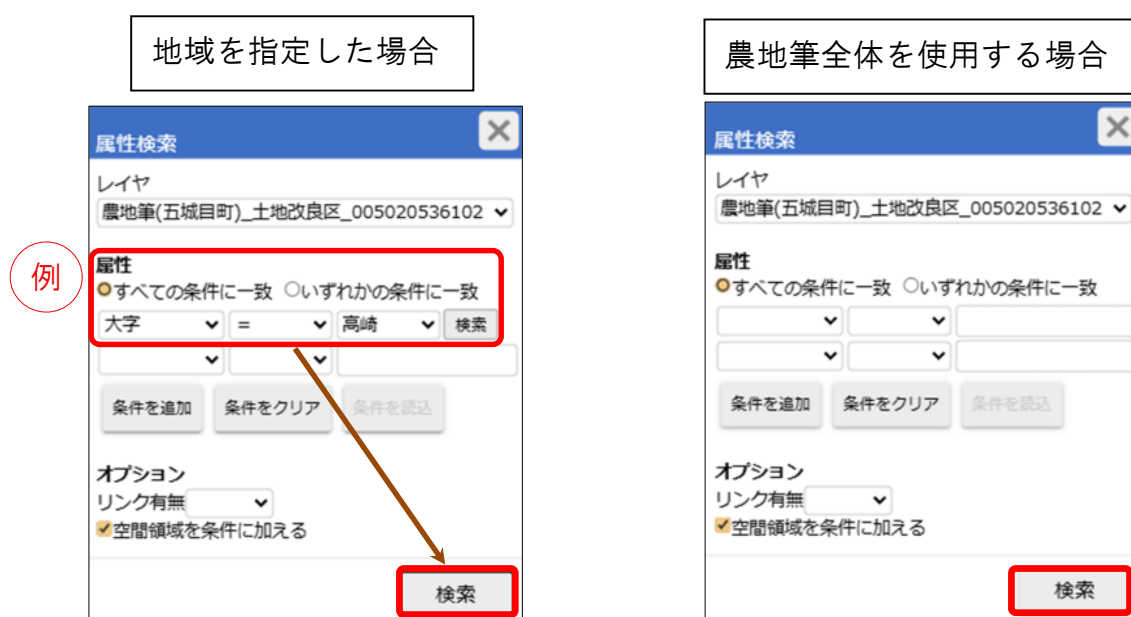 地域を指定した場合
属性検索
レイヤ
農地筆(五城目町)_土地改良区_005020536102
例
属性
すべての条件に一致 いずれかの条件に一致
大字 = 高崎 検索
条件を追加 条件をクリア 条件を読込
オプション
リンク有無
空間領域を条件に加える
検索
農地筆全体を使用する場合
属性検索
レイヤ
農地筆(五城目町)_土地改良区_005020536102
属性
すべての条件に一致 いずれかの条件に一致
条件を追加 条件をクリア 条件を読込
オプション
リンク有無
空間領域を条件に加える
検索